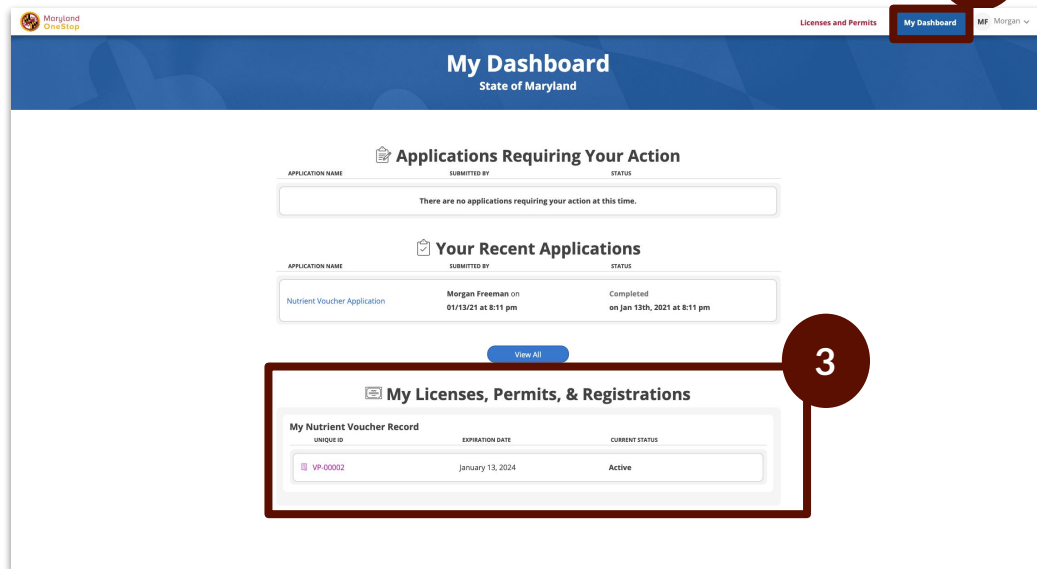 Maryland
OneStop
Licenses and Permits
My Dashboard
MF Morgan
My Dashboard
State of Maryland
Applications Requiring Your Action
APPLICATION NAME SUBMITTED BY STATUS
There are no applications requiring your action at this time.
Your Recent Applications
APPLICATION NAME SUBMITTED BY STATUS
Nutrient Voucher Application
Morgan Freeman on
01/13/21 at 8:11 pm
Completed
on Jan 13th, 2021 at 8:11 pm
View All
3
My Licenses, Permits, & Registrations
My Nutrient Voucher Record
UNIQUE ID EXPIRATION DATE CURRENT STATUS
VP-00002 January 13, 2024 Active